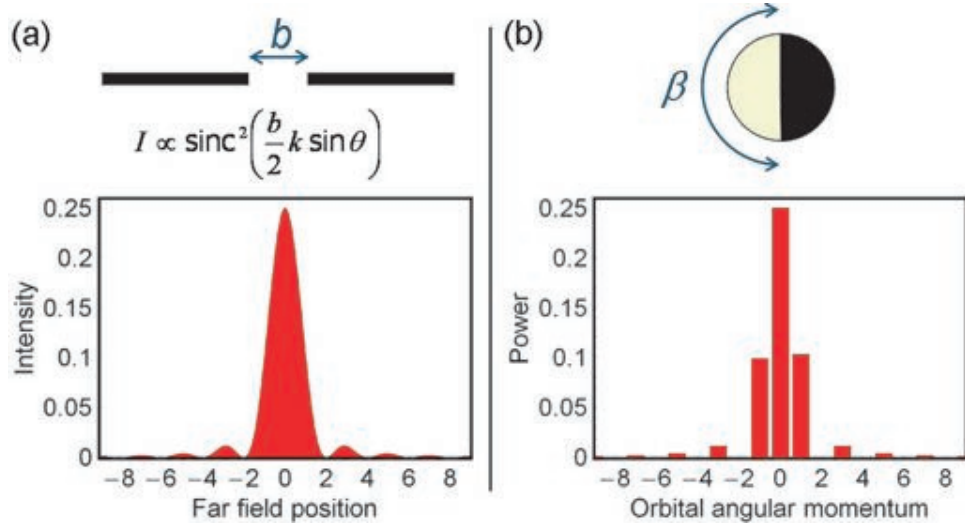 (a)
b
I ∝ sinc²(b/2 k sin θ)
0.25
0.2
0.15
0.1
0.05
0
Intensity
−8 −6 −4 −2 0 2 4 6 8
Far field position
(b)
β
0.25
0.2
0.15
0.1
0.05
0
Power
−8 −6 −4 −2 0 2 4 6 8
Orbital angular momentum